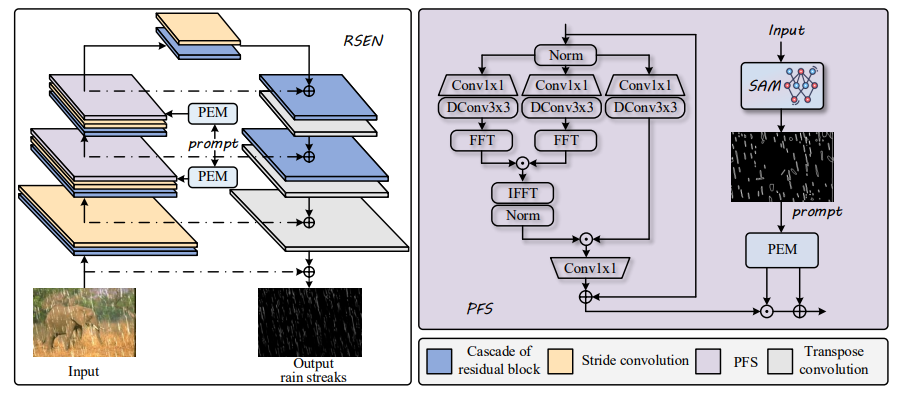 RSEN
PEM
prompt
PEM
Input
Output
rain streaks
Norm
Conv1x1
Conv1x1
Conv1x1
DConv3x3
DConv3x3
DConv3x3
FFT
FFT
IFFT
Norm
Conv1x1
PFS
Input
SAM
prompt
PEM
Cascade of
residual block
Stride convolution
PFS
Transpose
convolution